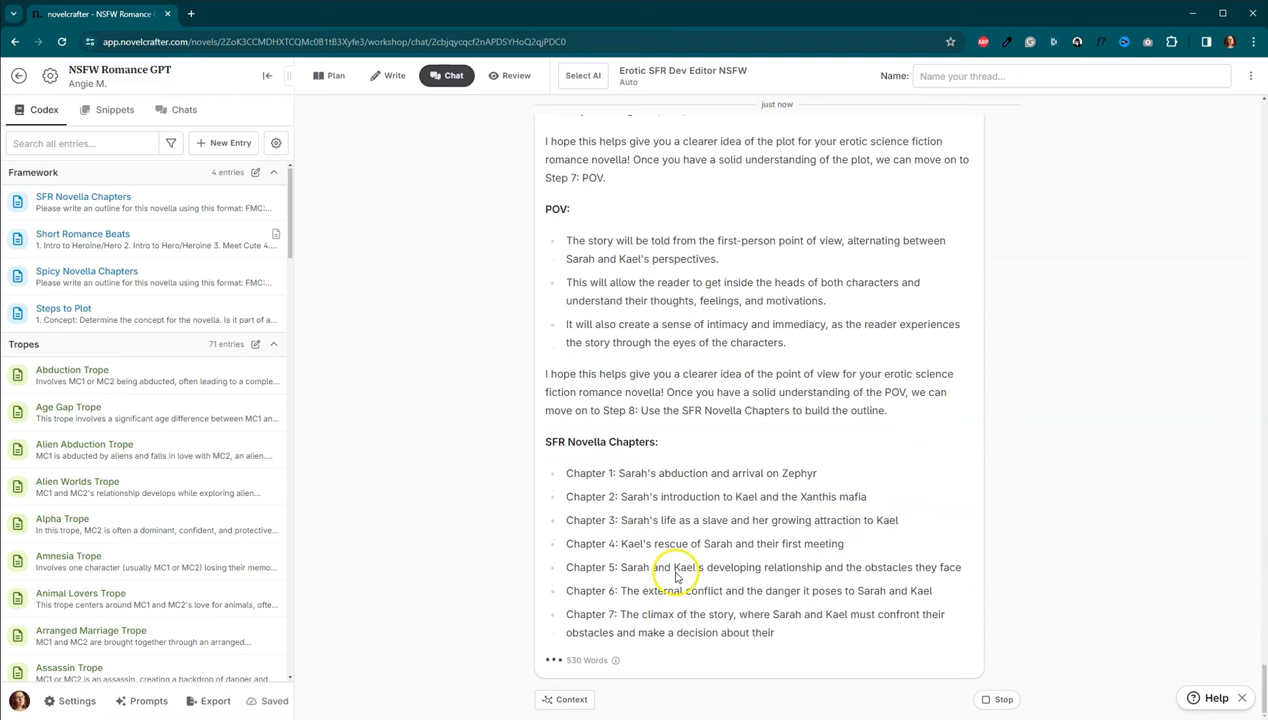 novelcrafter - NSFW Romance G
app.novelcrafter.com/novels/2ZoK3CCMDHXTCQMc0B1tB3Xyfe3/workshop/chat/2cbjqycqcf2nAPDSYHoQ2qjPDC0
NSFW Romance GPT
Angie M.
Plan
Write
Chat
Review
Select AI
Erotic SFR Dev Editor NSFW
Auto
Name:
Name your thread...
Codex
Snippets
Chats
Search all entries...
+ New Entry
Framework
4 entries
SFR Novella Chapters
Please write an outline for this novella using this format: FMC:...
Short Romance Beats
1. Intro to Heroine/Hero 2. Intro to Hero/Heroine 3. Meet Cute 4....
Spicy Novella Chapters
Please write an outline for this novella using this format: FMC:...
Steps to Plot
1. Concept: Determine the concept for the novella. Is it part of a...
Tropes
71 entries
Abduction Trope
Involves MC1 or MC2 being abducted, often leading to a comple...
Age Gap Trope
This trope involves a significant age difference between MC1 an...
Alien Abduction Trope
MC1 is abducted by aliens and falls in love with MC2, an alien....
Alien Worlds Trope
MC1 and MC2's relationship develops while exploring alien...
Alpha Trope
In this trope, MC2 is often a dominant, confident, and protective...
Amnesia Trope
Involves one character (usually MC1 or MC2) losing their memo...
Animal Lovers Trope
This trope centers around MC1 and MC2's love for animals, often...
Arranged Marriage Trope
MC1 and MC2 are brought together through an arranged...
Assassin Trope
MC1 or MC2 is an assassin, creating a backdrop of danger and
Settings
Prompts
Export
Saved
just now
I hope this helps give you a clearer idea of the plot for your erotic science fiction
romance novella! Once you have a solid understanding of the plot, we can move on to
Step 7: POV.
POV:
The story will be told from the first-person point of view, alternating between
Sarah and Kael's perspectives.
This will allow the reader to get inside the heads of both characters and
understand their thoughts, feelings, and motivations.
It will also create a sense of intimacy and immediacy, as the reader experiences
the story through the eyes of the characters.
I hope this helps give you a clearer idea of the point of view for your erotic science
fiction romance novella! Once you have a solid understanding of the POV, we can
move on to Step 8: Use the SFR Novella Chapters to build the outline.
SFR Novella Chapters:
Chapter 1: Sarah's abduction and arrival on Zephyr
Chapter 2: Sarah's introduction to Kael and the Xanthis mafia
Chapter 3: Sarah's life as a slave and her growing attraction to Kael
Chapter 4: Kael's rescue of Sarah and their first meeting
Chapter 5: Sarah and Kael's developing relationship and the obstacles they face
Chapter 6: The external conflict and the danger it poses to Sarah and Kael
Chapter 7: The climax of the story, where Sarah and Kael must confront their
obstacles and make a decision about their
530 Words
Context
Stop
Help